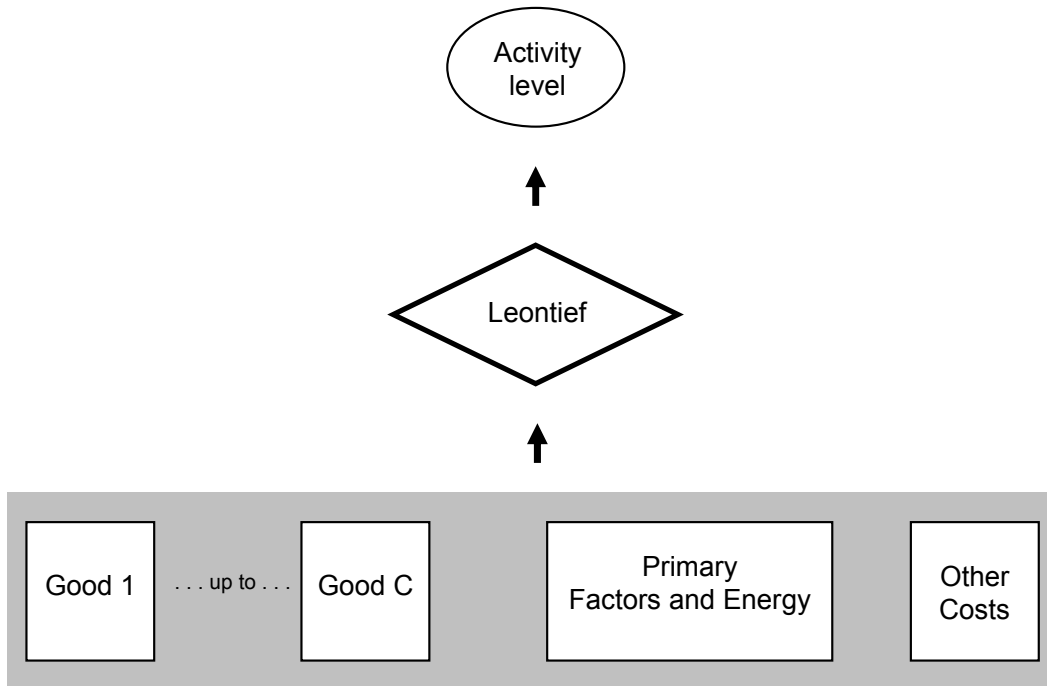 Activity
level
Leontief
Good 1
. . . up to . . .
Good C
Primary
Factors and Energy
Other
Costs